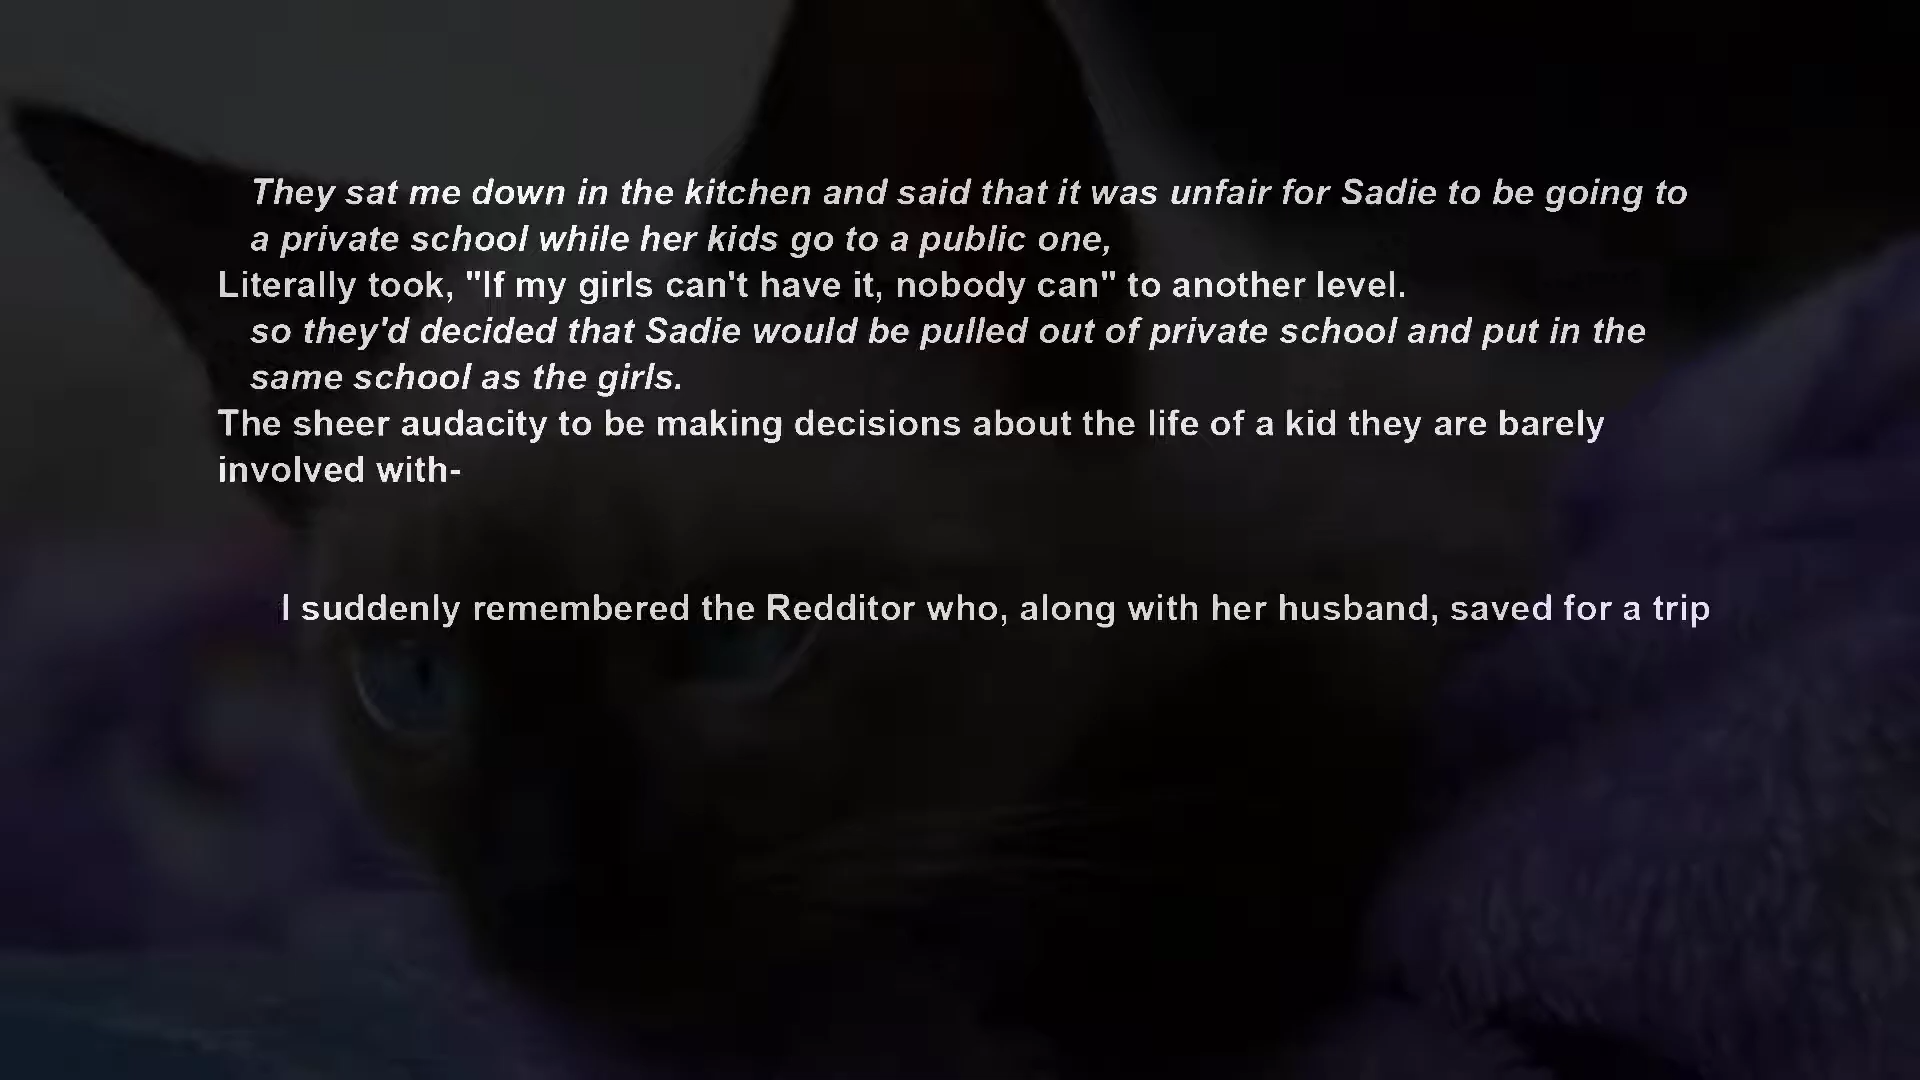 They sat me down in the kitchen and said that it was unfair for Sadie to be going to
a private school while her kids go to a public one,
Literally took, "If my girls can't have it, nobody can" to another level.
so they'd decided that Sadie would be pulled out of private school and put in the
same school as the girls.
The sheer audacity to be making decisions about the life of a kid they are barely
involved with-
I suddenly remembered the Redditor who, along with her husband, saved for a trip